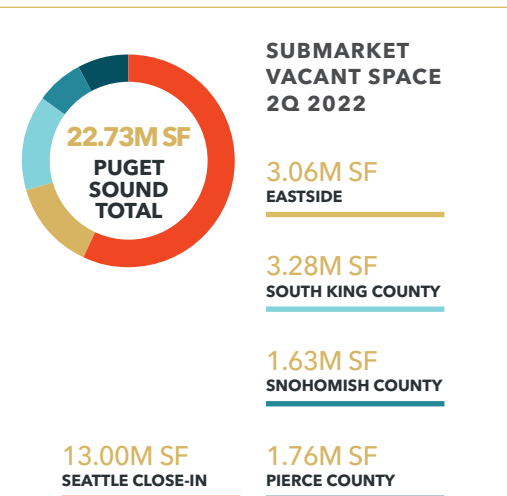 SUBMARKET
VACANT SPACE
2Q 2022
22.73M SF
PUGET
SOUND
TOTAL
3.06M SF
EASTSIDE
3.28M SF
SOUTH KING COUNTY
1.63M SF
SNOHOMISH COUNTY
13.00M SF
SEATTLE CLOSE-IN
1.76M SF
PIERCE COUNTY